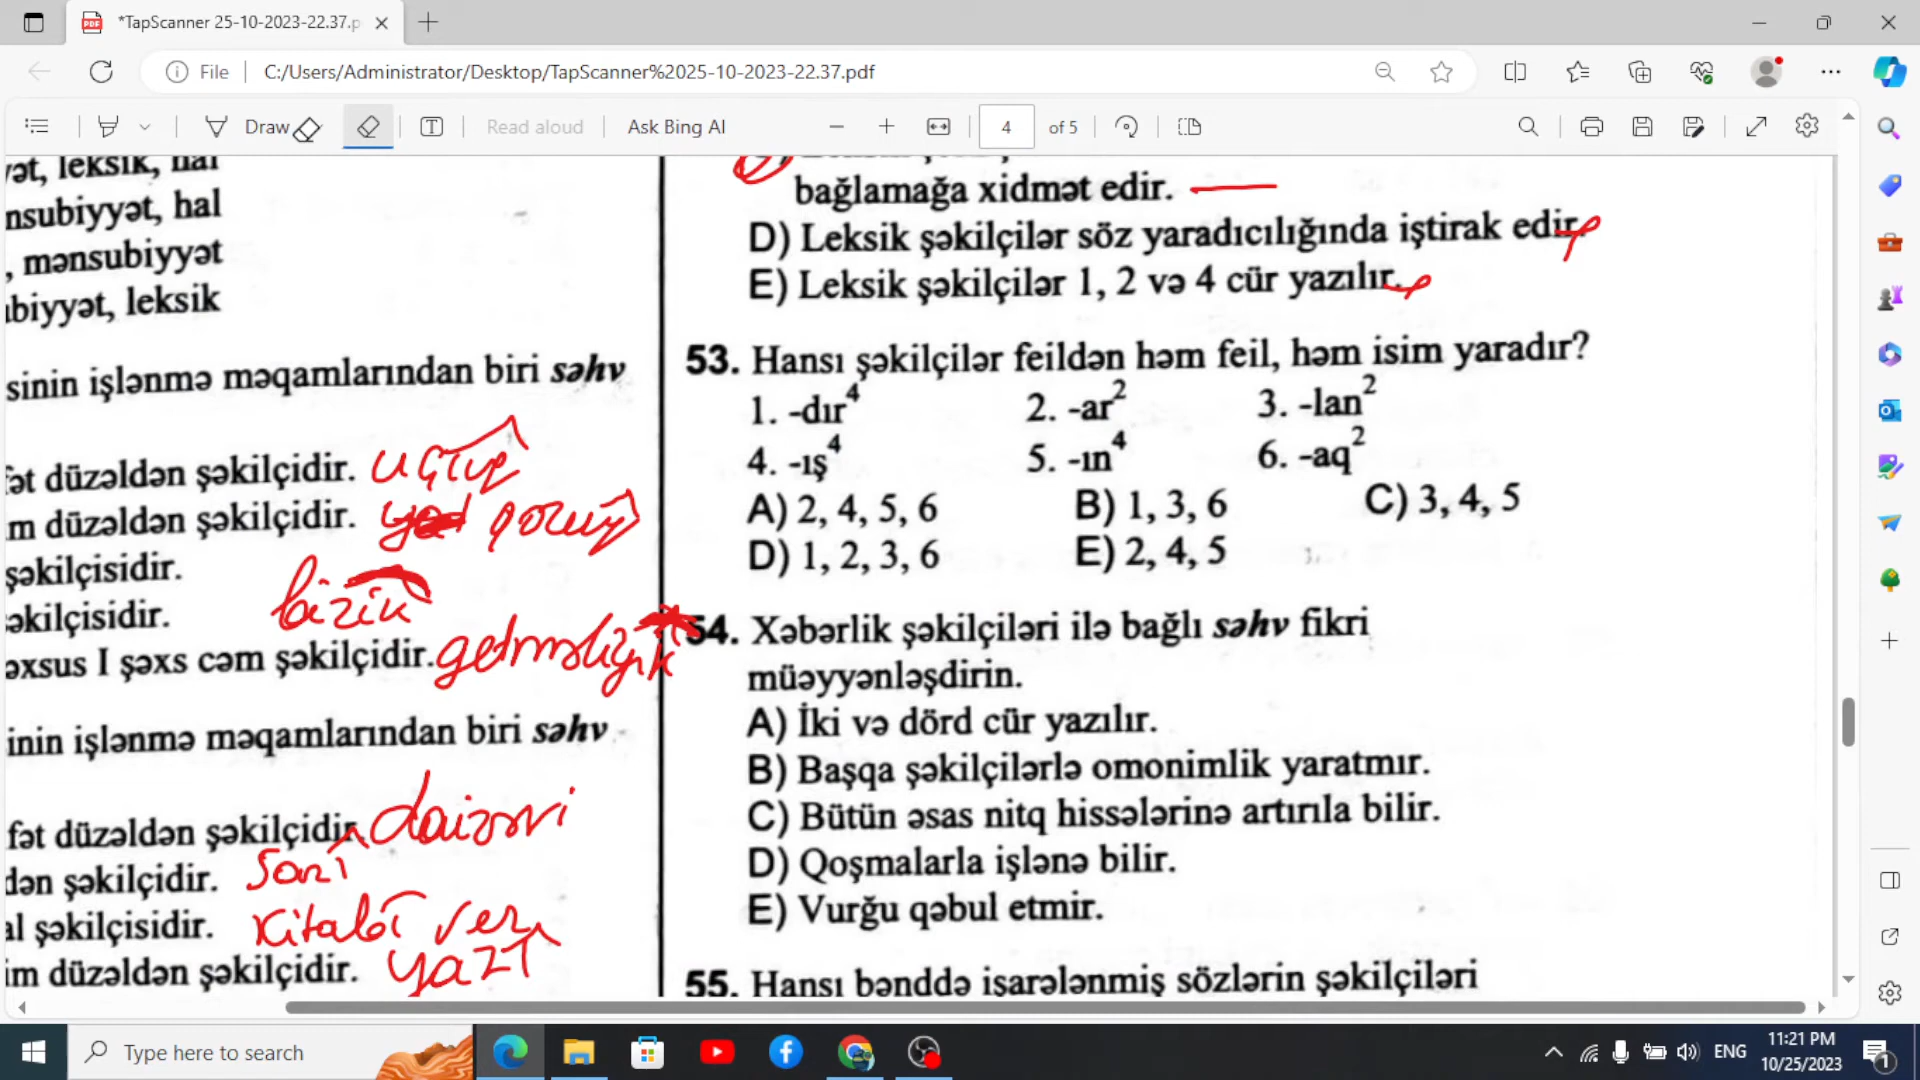 *TapScanner 25-10-2023-22.37.p
File
C:/Users/Administrator/Desktop/TapScanner%2025-10-2023-22.37.pdf
Draw
Read aloud
Ask Bing AI
4
of 5
leksik, hal
nsubiyyət, hal
, mənsubiyyət
biyyət, leksik
sinin işlənmə məqamlarından biri səhv
düzəldən şəkilçidir.
düzəldən şəkilçidir.
şəkilçisidir.
bizik
əkilçisidir.
əxsus I şəxs cəm şəkilçidir. getməliyik
inin işlənmə məqamlarından biri səhv
fət düzəldən şəkilçidir
dən şəkilçidir. sarı
al şəkilçisidir. kitabı ver
im düzəldən şəkilçidir. yazı
bağlamağa xidmət edir.
D) Leksik şəkilçilər söz yaradıcılığında iştirak edir.
E) Leksik şəkilçilər 1, 2 və 4 cür yazılır.
53. Hansı şəkilçilər feildən həm feil, həm isim yaradır?
1. -dır⁴ 2. -ar² 3. -lan²
4. -ış⁴ 5. -ın⁴ 6. -aq²
A) 2, 4, 5, 6 B) 1, 3, 6 C) 3, 4, 5
D) 1, 2, 3, 6 E) 2, 4, 5
54. Xəbərlik şəkilçiləri ilə bağlı səhv fikri
müəyyənləşdirin.
A) İki və dörd cür yazılır.
B) Başqa şəkilçilərlə omonimlik yaratmır.
C) Bütün əsas nitq hissələrinə artırıla bilir.
D) Qoşmalarla işlənə bilir.
E) Vurğu qəbul etmir.
55. Hansı bənddə işarələnmiş sözlərin şəkilçiləri
Type here to search
ENG
11:21 PM
10/25/2023
1